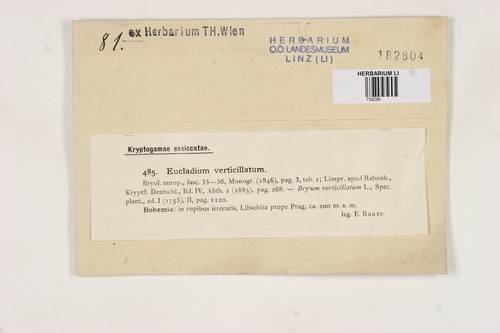 81.
ex Herbarium TH.Wien
HERBARIUM
O.Ö. LANDESMUSEUM
LINZ (LI)
182804
HERBARIUM LI
739290
Kryptogamae exsiccatae.
485. Eucladium verticillatum.
Bryol. europ., fasc. 33—36, Monogr. (1846), pag. 3, tab. 1; Limpr. apud Rabenh.,
Kryptfl. Deutschl., Bd. IV, Abth. 1 (1885), pag. 268. — Bryum verticillatum L., Spec.
plant., ed. I (1753), II, pag. 1120.
Bohemia: in rupibus irroratis, Libschitz prope Prag, ca. 200 m. s. m.
leg. E. Bauer.